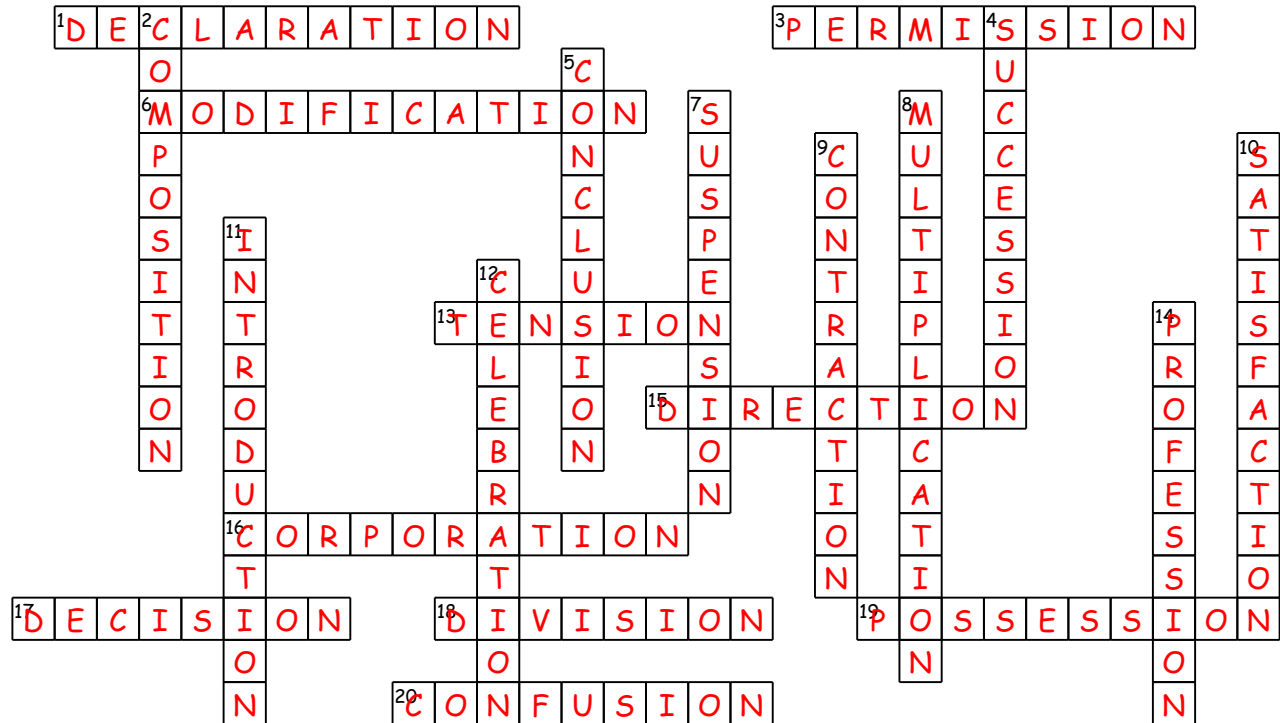 1 DECLARATION
2 COMPOSITION
3 PERMISSION
4 SUCCESSION
5 CONCLUSION
6 MODIFICATION
7 SUSPENSION
8 MULTIPLICATION
9 CONTRACTION
10 SATISFACTION
11 INTRODUCTION
12 CELEBRATION
13 TENSION
14 PROFESSION
15 DIRECTION
16 CORPORATION
17 DECISION
18 DIVISION
19 POSSESSION
20 CONFUSION